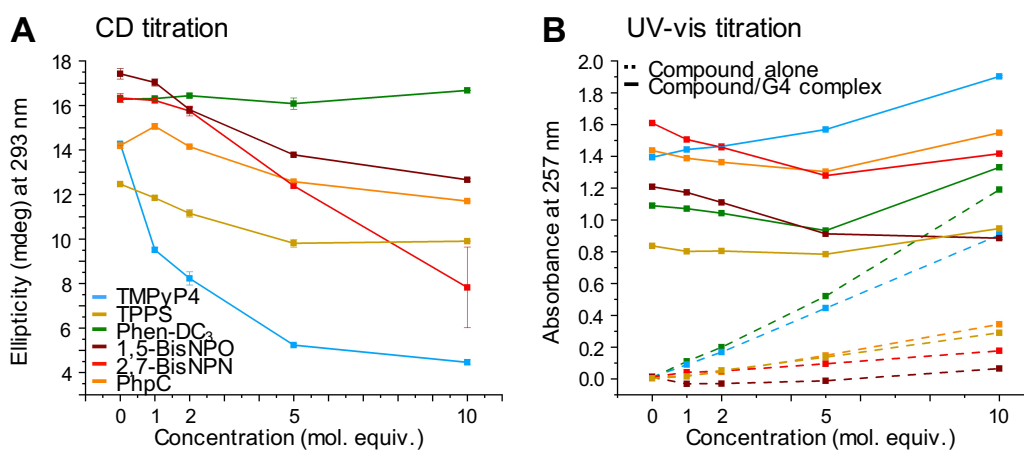 A CD titration
Ellipticity (mdeg) at 293 nm
18
16
14
12
10
8
6
4
TMPyP4
TPPS
Phen-DC₃
1,5-BisNPO
2,7-BisNPN
PhpC
0 1 2 5 10
Concentration (mol. equiv.)
B UV-vis titration
Absorbance at 257 nm
2.0
1.8
1.6
1.4
1.2
1.0
0.8
0.6
0.4
0.2
0.0
Compound alone
Compound/G4 complex
0 1 2 5 10
Concentration (mol. equiv.)